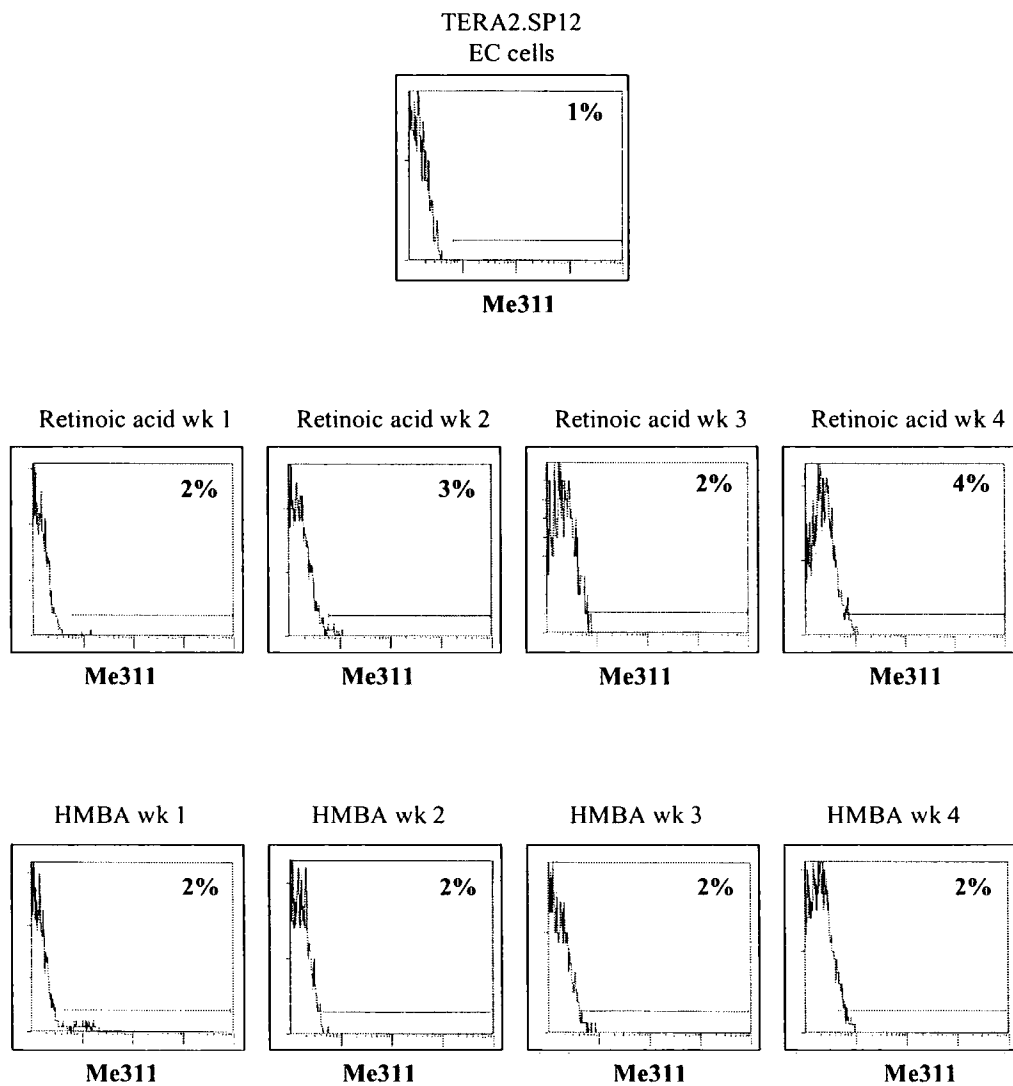 TERA2.SP12
EC cells
1%
Me311
Retinoic acid wk 1
Retinoic acid wk 2
Retinoic acid wk 3
Retinoic acid wk 4
2%
3%
2%
4%
Me311
Me311
Me311
Me311
HMBA wk 1
HMBA wk 2
HMBA wk 3
HMBA wk 4
2%
2%
2%
2%
Me311
Me311
Me311
Me311